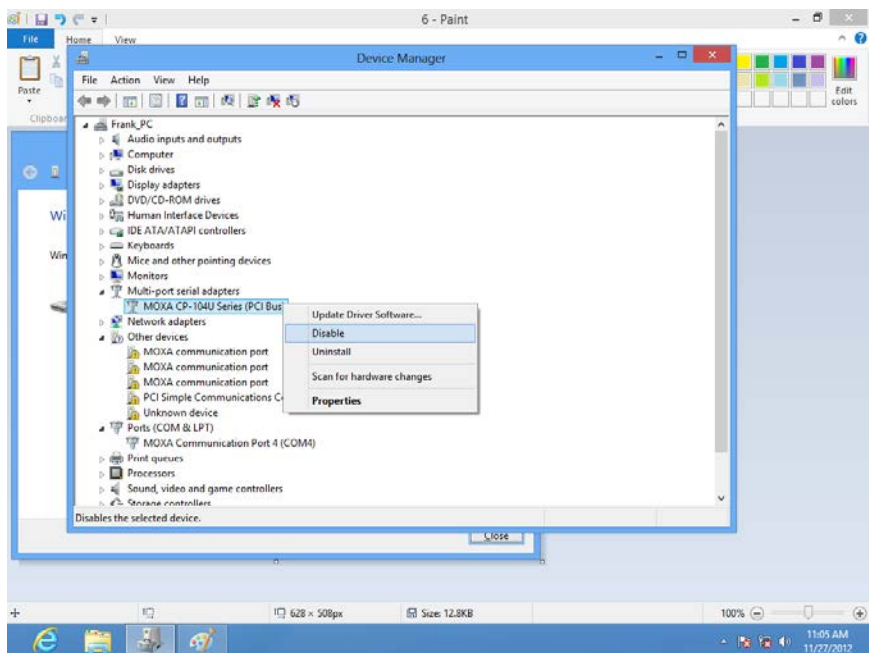 6 - Paint
File Home View
Device Manager
File Action View Help
Paste
Clipboar
Edit
colors
Frank_PC
Audio inputs and outputs
Computer
Disk drives
Display adapters
DVD/CD-ROM drives
Human Interface Devices
IDE ATA/ATAPI controllers
Keyboards
Mice and other pointing devices
Monitors
Multi-port serial adapters
MOXA CP-104U Series (PCI Bus
Network adapters
Other devices
MOXA communication port
MOXA communication port
MOXA communication port
PCI Simple Communications C
Unknown device
Ports (COM & LPT)
MOXA Communication Port 4 (COM4)
Print queues
Processors
Sound, video and game controllers
Storage controllers
Update Driver Software...
Disable
Uninstall
Scan for hardware changes
Properties
Wi
Win
Disables the selected device.
Close
628 × 508px
Size: 12.8KB
100%
11:05 AM
11/27/2012